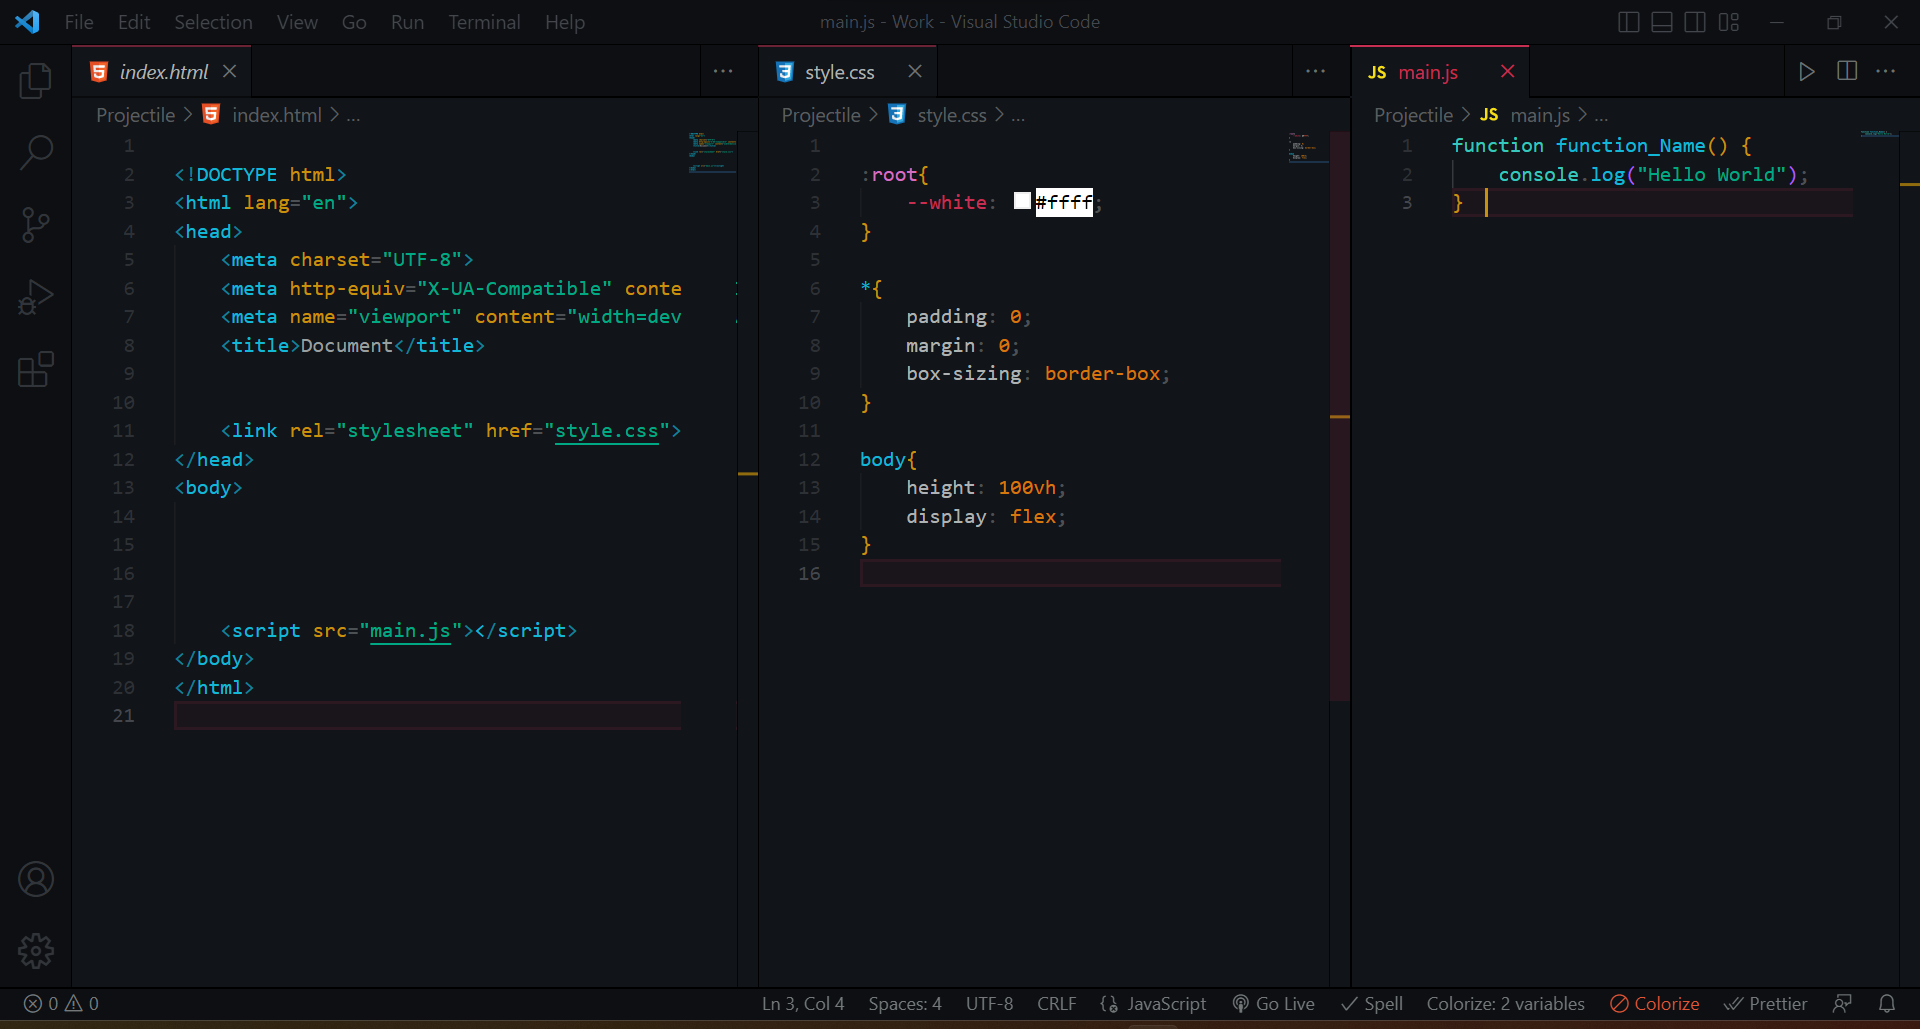 File Edit Selection View Go Run Terminal Help
main.js - Work - Visual Studio Code
index.html
Projectile > index.html > ...
1
2 <!DOCTYPE html>
3 <html lang="en">
4 <head>
5 <meta charset="UTF-8">
6 <meta http-equiv="X-UA-Compatible" conte
7 <meta name="viewport" content="width=dev
8 <title>Document</title>
9
10
11 <link rel="stylesheet" href="style.css">
12 </head>
13 <body>
14
15
16
17
18 <script src="main.js"></script>
19 </body>
20 </html>
21
style.css
Projectile > style.css > ...
1
2 :root{
3 --white: #ffff;
4 }
5
6 *{
7 padding: 0;
8 margin: 0;
9 box-sizing: border-box;
10 }
11
12 body{
13 height: 100vh;
14 display: flex;
15 }
16
JS main.js
Projectile > JS main.js > ...
1 function function_Name() {
2 console.log("Hello World");
3 }
0 0 Ln 3, Col 4 Spaces: 4 UTF-8 CRLF JavaScript Go Live Spell Colorize: 2 variables Colorize Prettier